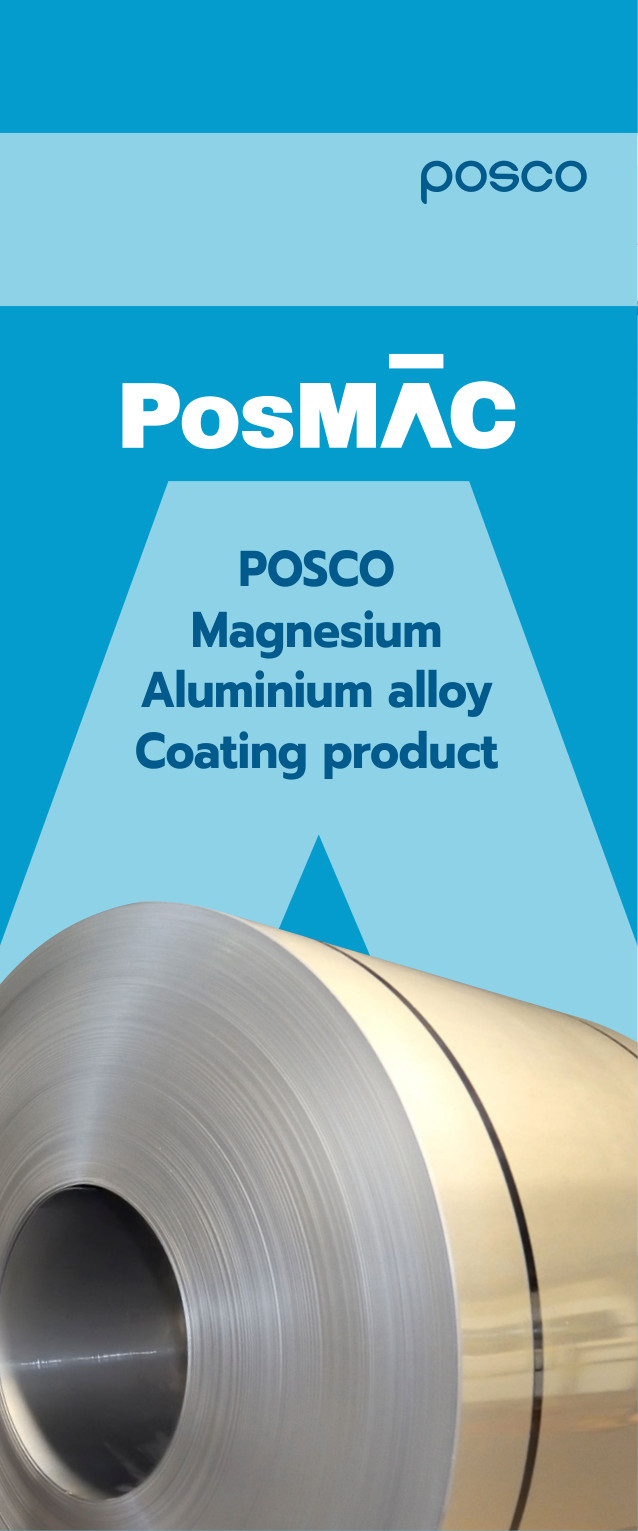 posco
PosMAC
POSCO
Magnesium
Aluminium alloy
Coating product